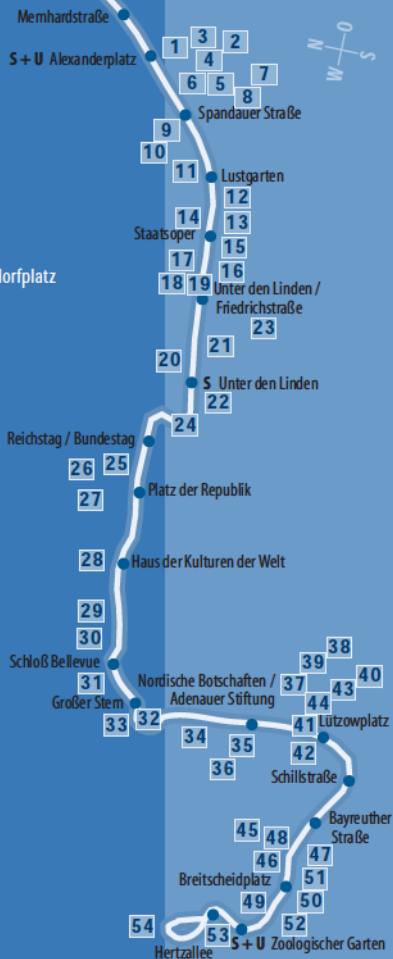 Memhardstraße
N O
W S
S + U Alexanderplatz
1 3 2
4
6 5 7
8
Spandauer Straße
9
10
11
Lustgarten
12
14
13
Staatsoper
15
17
16
18 19
Unter den Linden /
Friedrichstraße
dorfplatz
23
21
20
S Unter den Linden
22
24
Reichstag / Bundestag
26 25
27
Platz der Republik
28
Haus der Kulturen der Welt
29
30
Schloß Bellevue
31
Großer Stern
33 32
Nordische Botschaften /
Adenauer Stiftung
38
39
37
40
43
44
41
Lützowplatz
34
35
42
36
Schillstraße
Bayreuther
Straße
45 48
46
47
Breitscheidplatz
51
49
50
52
54
53
S + U Zoologischer Garten
Hertzallee